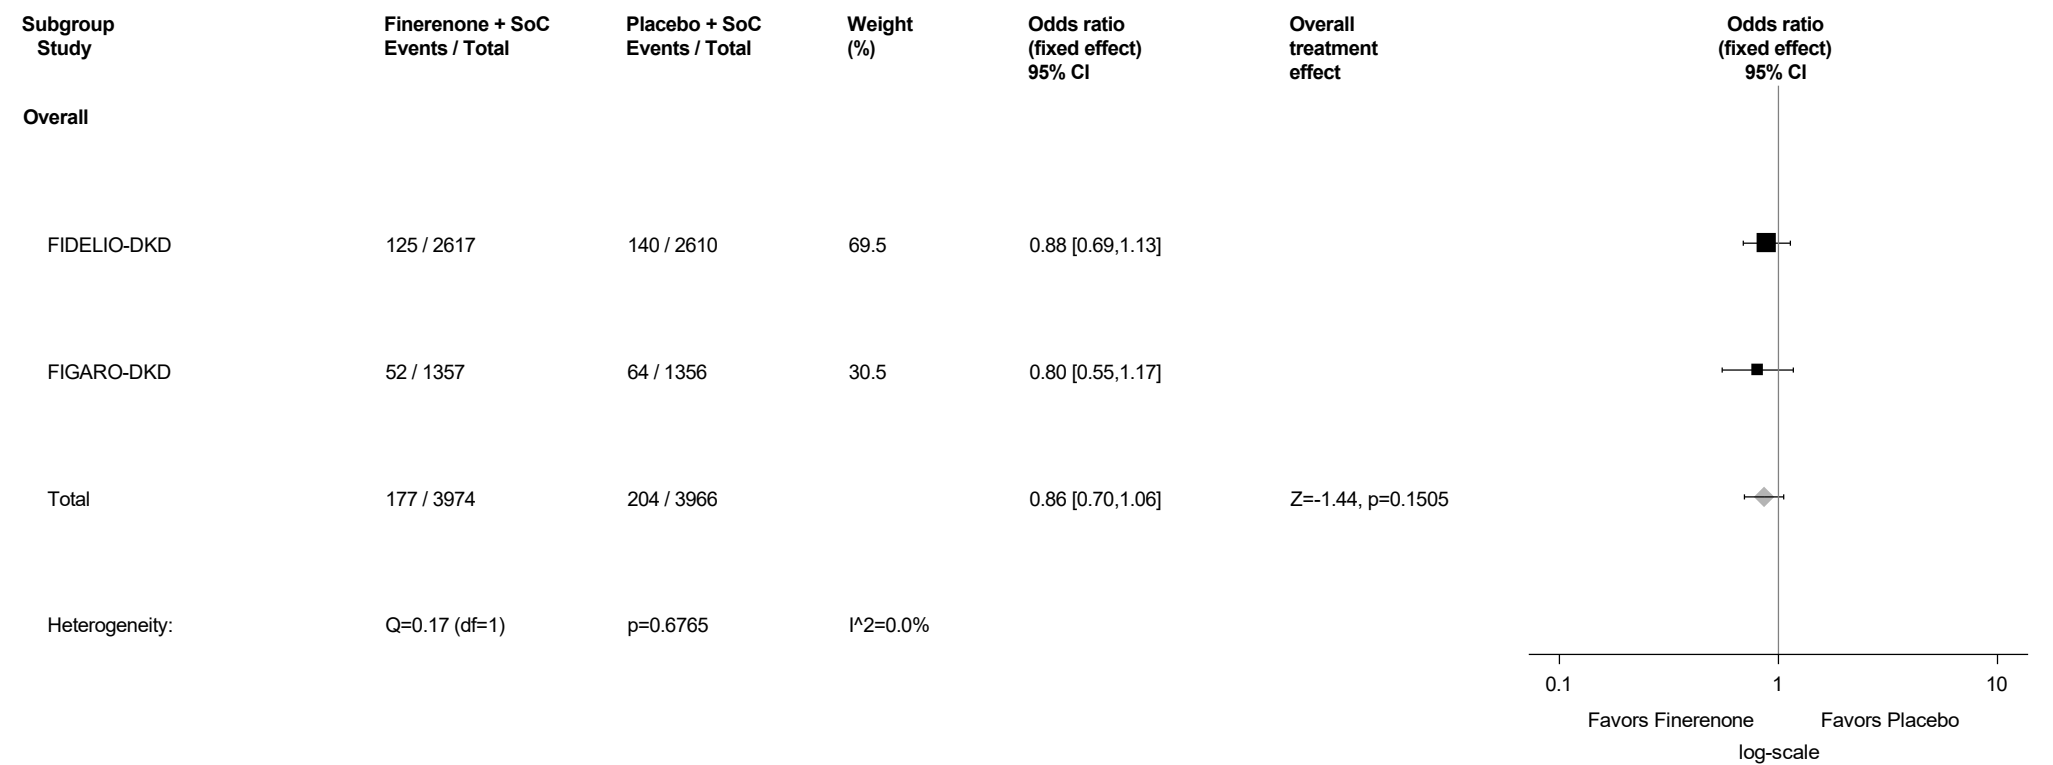 Subgroup Finerenone + SoC Placebo + SoC Weight Odds ratio Overall Odds ratio
Study Events / Total Events / Total (%) (fixed effect) treatment (fixed effect)
95% CI effect 95% CI
Overall
FIDELIO-DKD 125 / 2617 140 / 2610 69.5 0.88 [0.69,1.13]
FIGARO-DKD 52 / 1357 64 / 1356 30.5 0.80 [0.55,1.17]
Total 177 / 3974 204 / 3966 0.86 [0.70,1.06] Z=-1.44, p=0.1505
Heterogeneity: Q=0.17 (df=1) p=0.6765 I^2=0.0%
0.1 1 10
Favors Finerenone Favors Placebo
log-scale